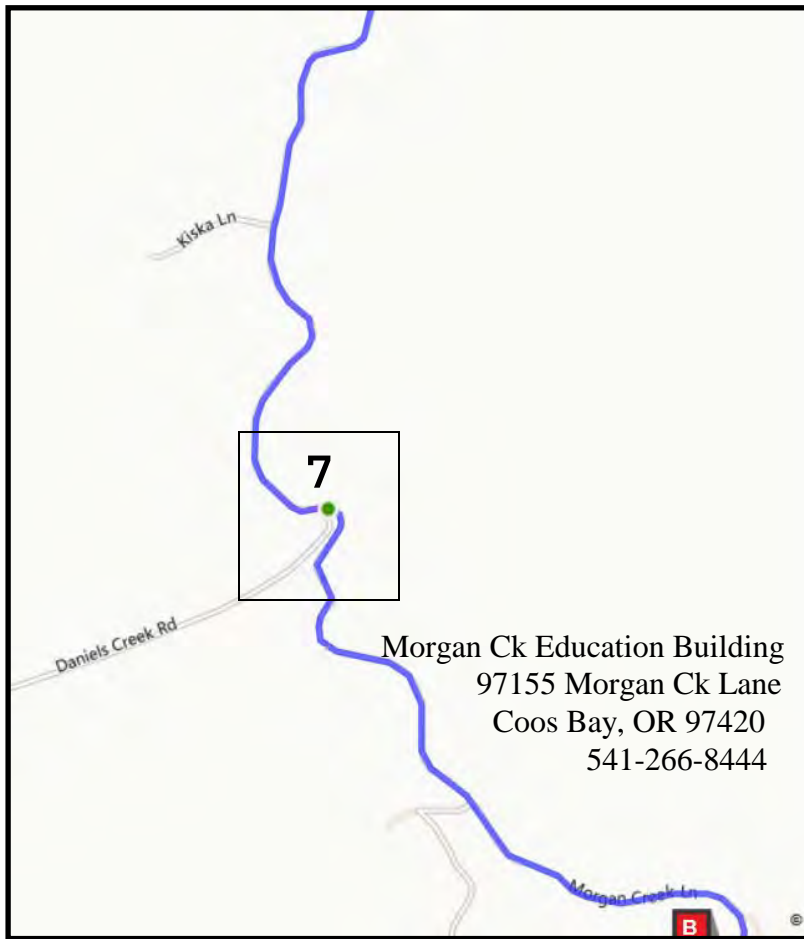 Kiska Ln
7
Daniels Creek Rd
Morgan Ck Education Building
97155 Morgan Ck Lane
Coos Bay, OR 97420
541-266-8444
Morgan Creek Ln
B
©